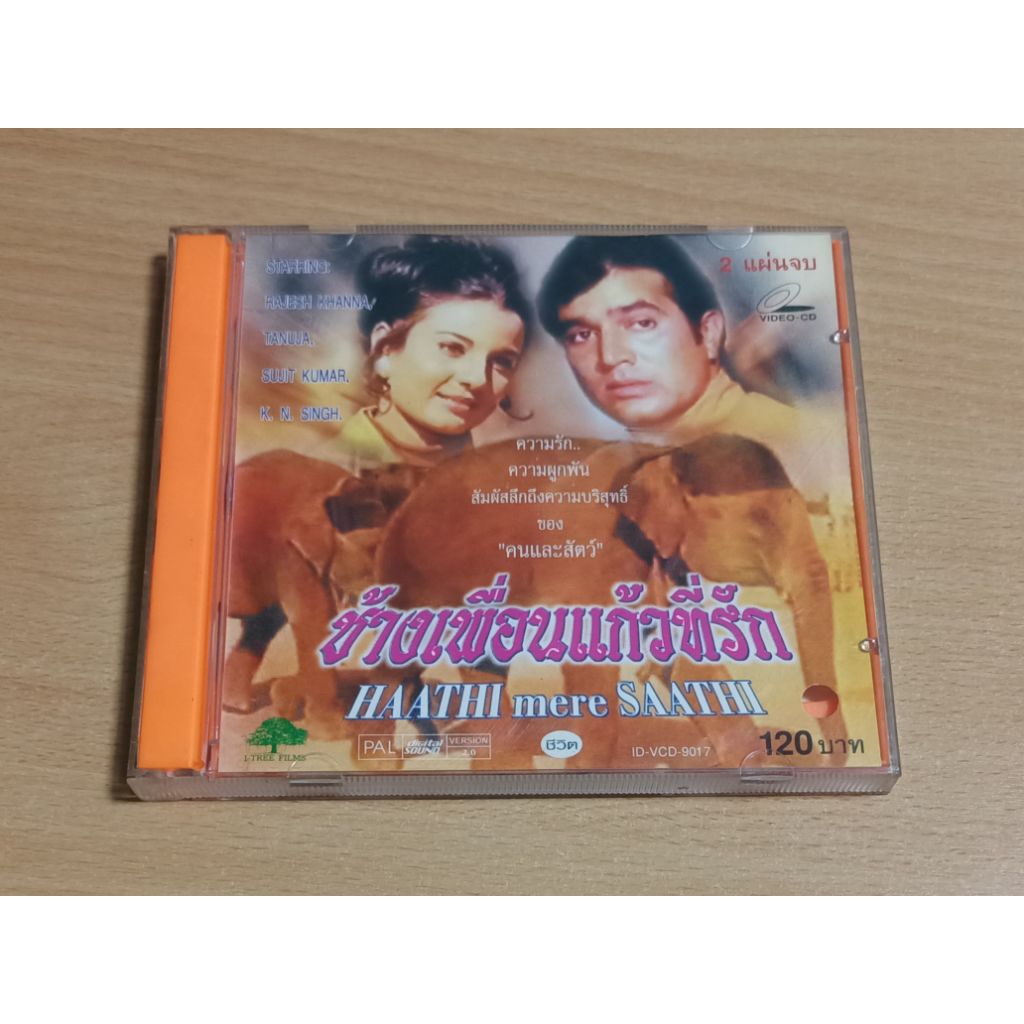 STARRING:
RAJESH KHANNA,
TANUJA,
SUJIT KUMAR,
K. N. SINGH.
2 แผ่นจบ
VIDEO-CD
ความรัก..
ความผูกพัน
สัมผัสลึกถึงความบริสุทธิ์
ของ
"คนและสัตว์"
ช้างเพื่อนแก้วที่รัก
HAATHI mere SAATHI
I-TREE FILMS
PAL
digital SOUND
VERSION 2.0
ชีวิต
ID-VCD-9017
120 บาท